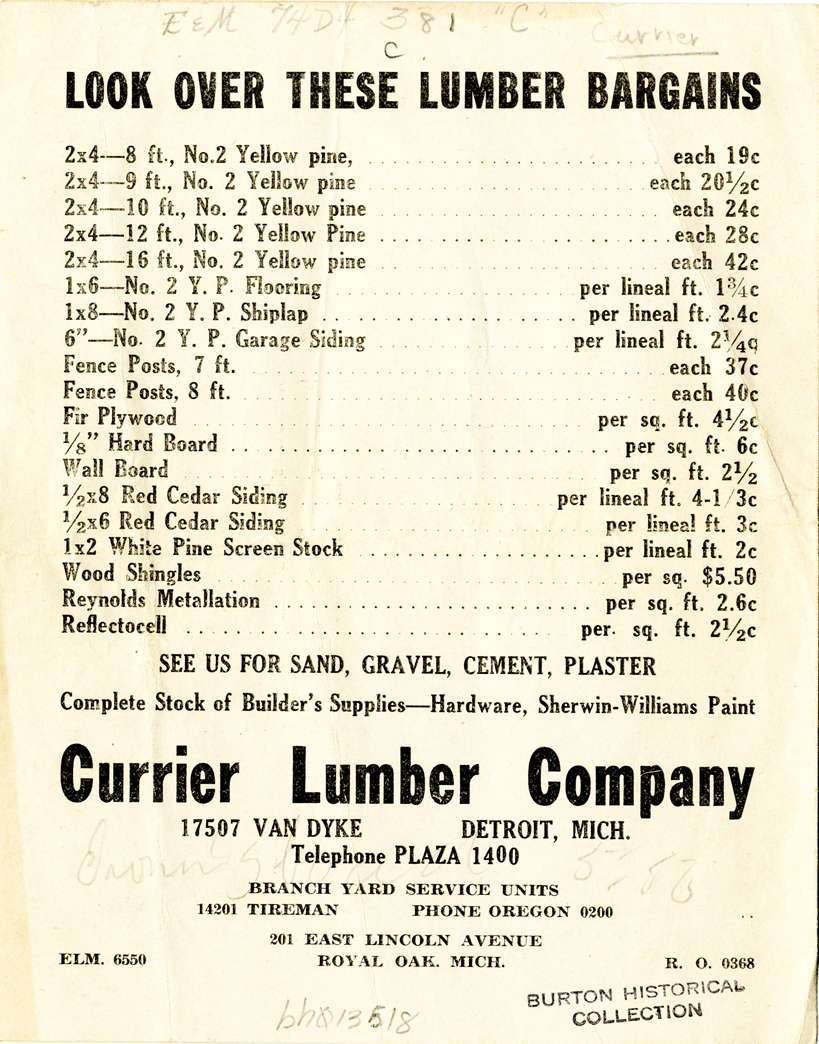 E & M 74D4 381 "C" Currier
C
LOOK OVER THESE LUMBER BARGAINS
2x4—8 ft., No.2 Yellow pine, . . . . . . . . . . each 19c
2x4—9 ft., No. 2 Yellow pine . . . . . . . . . . each 20½c
2x4—10 ft., No. 2 Yellow pine . . . . . . . . . . each 24c
2x4—12 ft., No. 2 Yellow Pine . . . . . . . . . . each 28c
2x4—16 ft., No. 2 Yellow pine . . . . . . . . . . each 42c
1x6—No. 2 Y. P. Flooring . . . . . . . . . . per lineal ft. 1¾c
1x8—No. 2 Y. P. Shiplap . . . . . . . . . . per lineal ft. 2.4c
6”—No. 2 Y. P. Garage Siding . . . . . . . . . . per lineal ft. 2¼c
Fence Posts, 7 ft. . . . . . . . . . . each 37c
Fence Posts, 8 ft. . . . . . . . . . . each 40c
Fir Plywood . . . . . . . . . . per sq. ft. 4½c
⅛” Hard Board . . . . . . . . . . per sq. ft. 6c
Wall Board . . . . . . . . . . per sq. ft. 2½
½x8 Red Cedar Siding . . . . . . . . . . per lineal ft. 4-1/3c
½x6 Red Cedar Siding . . . . . . . . . . per lineal ft. 3c
1x2 White Pine Screen Stock . . . . . . . . . . per lineal ft. 2c
Wood Shingles . . . . . . . . . . per sq. $5.50
Reynolds Metallation . . . . . . . . . . per sq. ft. 2.6c
Reflectocell . . . . . . . . . . per. sq. ft. 2½c
SEE US FOR SAND, GRAVEL, CEMENT, PLASTER
Complete Stock of Builder’s Supplies—Hardware, Sherwin-Williams Paint
Currier Lumber Company
17507 VAN DYKE DETROIT, MICH.
Telephone PLAZA 1400
BRANCH YARD SERVICE UNITS
14201 TIREMAN PHONE OREGON 0200
201 EAST LINCOLN AVENUE
ELM. 6550 ROYAL OAK. MICH. R. O. 0368
BURTON HISTORICAL
COLLECTION
bh013518